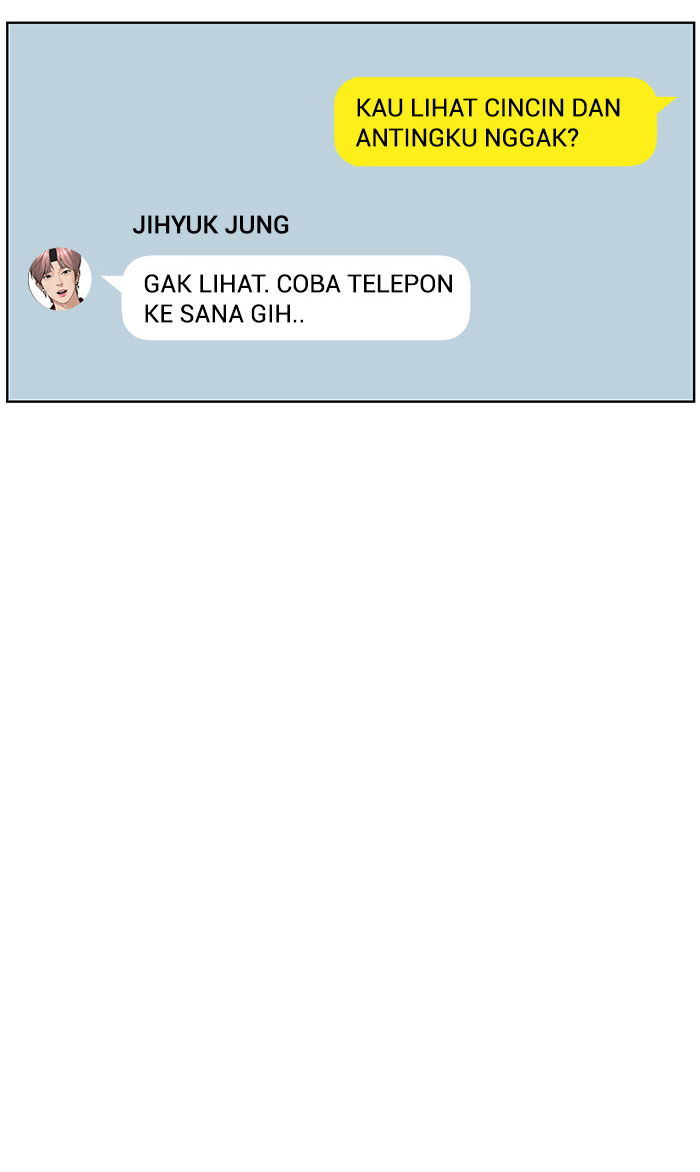 KAU LIHAT CINCIN DAN
ANTINGKU NGGAK?
JIHYUK JUNG
GAK LIHAT. COBA TELEPON
KE SANA GIH..